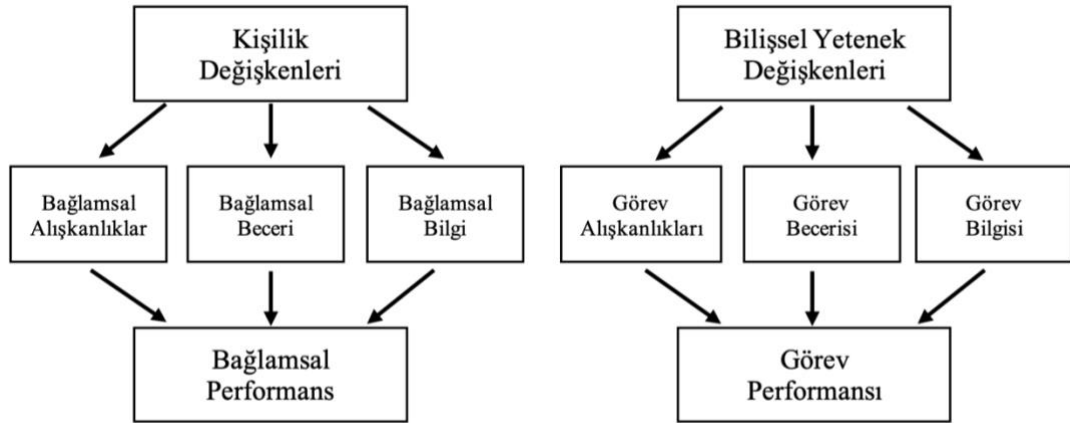 Kişilik
Değişkenleri
Bağlamsal
Alışkanlıklar
Bağlamsal
Beceri
Bağlamsal
Bilgi
Bağlamsal
Performans
Bilişsel Yetenek
Değişkenleri
Görev
Alışkanlıkları
Görev
Becerisi
Görev
Bilgisi
Görev
Performansı